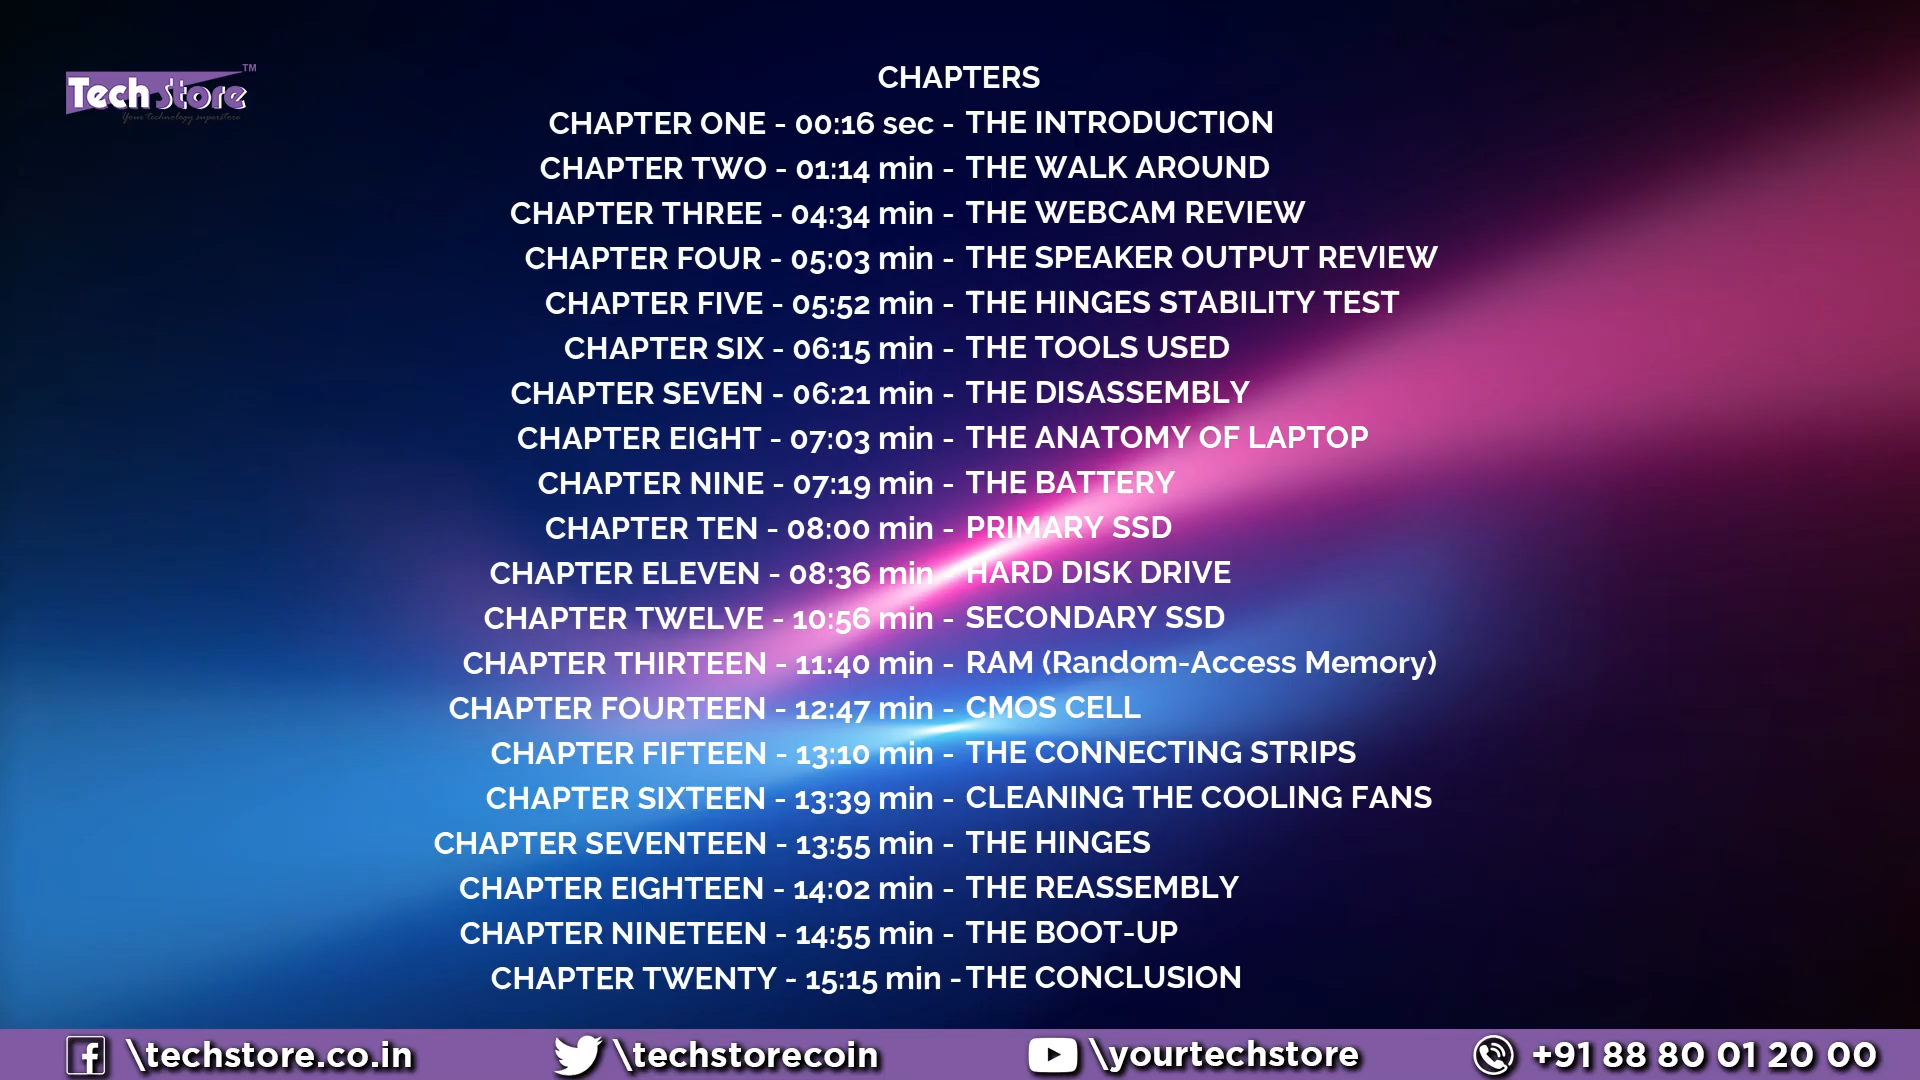 TechStore™
Your technology superstore
CHAPTERS
CHAPTER ONE - 00:16 sec - THE INTRODUCTION
CHAPTER TWO - 01:14 min - THE WALK AROUND
CHAPTER THREE - 04:34 min - THE WEBCAM REVIEW
CHAPTER FOUR - 05:03 min - THE SPEAKER OUTPUT REVIEW
CHAPTER FIVE - 05:52 min - THE HINGES STABILITY TEST
CHAPTER SIX - 06:15 min - THE TOOLS USED
CHAPTER SEVEN - 06:21 min - THE DISASSEMBLY
CHAPTER EIGHT - 07:03 min - THE ANATOMY OF LAPTOP
CHAPTER NINE - 07:19 min - THE BATTERY
CHAPTER TEN - 08:00 min - PRIMARY SSD
CHAPTER ELEVEN - 08:36 min - HARD DISK DRIVE
CHAPTER TWELVE - 10:56 min - SECONDARY SSD
CHAPTER THIRTEEN - 11:40 min - RAM (Random-Access Memory)
CHAPTER FOURTEEN - 12:47 min - CMOS CELL
CHAPTER FIFTEEN - 13:10 min - THE CONNECTING STRIPS
CHAPTER SIXTEEN - 13:39 min - CLEANING THE COOLING FANS
CHAPTER SEVENTEEN - 13:55 min - THE HINGES
CHAPTER EIGHTEEN - 14:02 min - THE REASSEMBLY
CHAPTER NINETEEN - 14:55 min - THE BOOT-UP
CHAPTER TWENTY - 15:15 min - THE CONCLUSION
\techstore.co.in \techstorecoin \yourtechstore +91 88 80 01 20 00